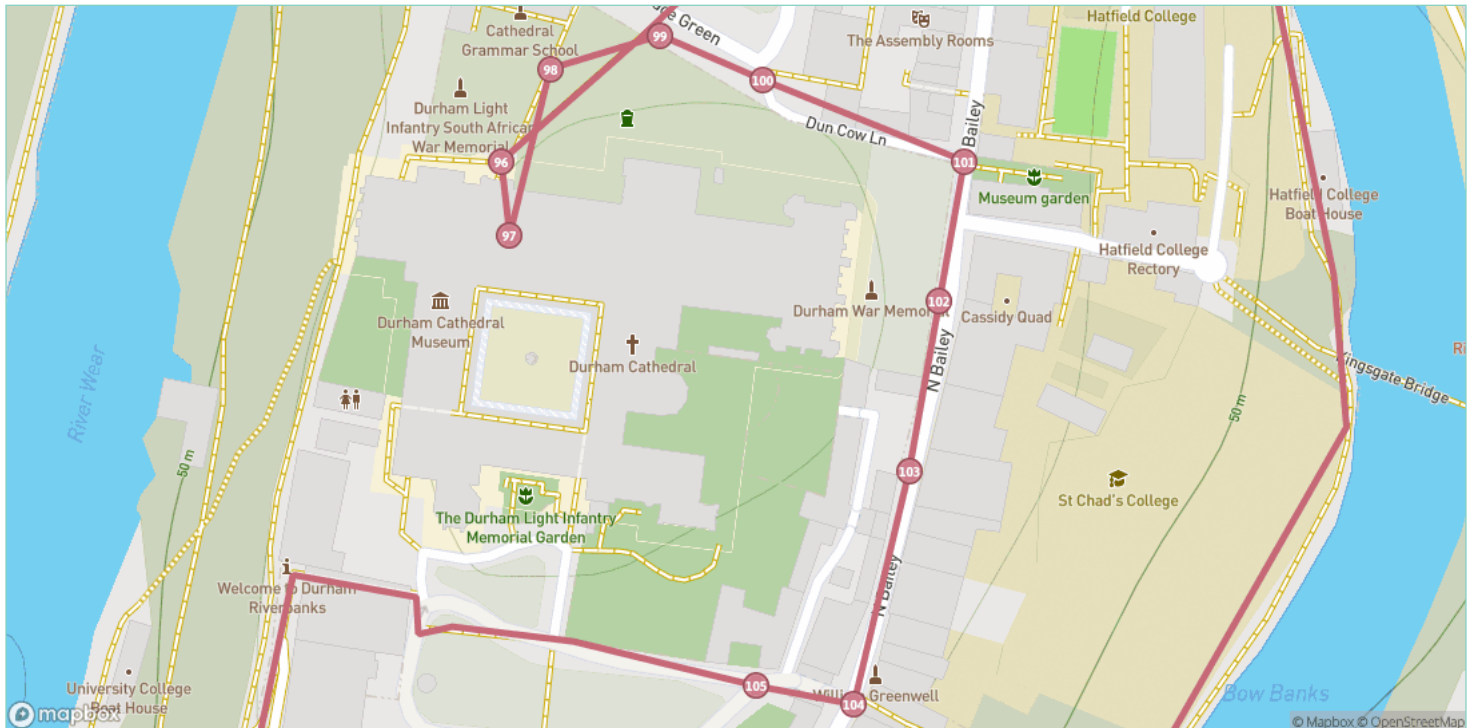 Green
99
Hatfield College
Cathedral
Grammar School
The Assembly Rooms
98
100
Durham Light
Infantry South African
War Memorial
Dun Cow Ln
Bailey
96
101
Museum garden
Hatfield College
Boat House
97
Hatfield College
Rectory
Durham War Memorial
102
Cassidy Quad
Durham Cathedral
Museum
Durham Cathedral
N Bailey
Kingsgate Bridge
River Wear
50 m
50 m
103
St Chad's College
The Durham Light Infantry
Memorial Garden
N Bailey
Welcome to Durham
Riverbanks
105
104
William Greenwell
University College
Boat House
Bow Banks
mapbox
© Mapbox © OpenStreetMap